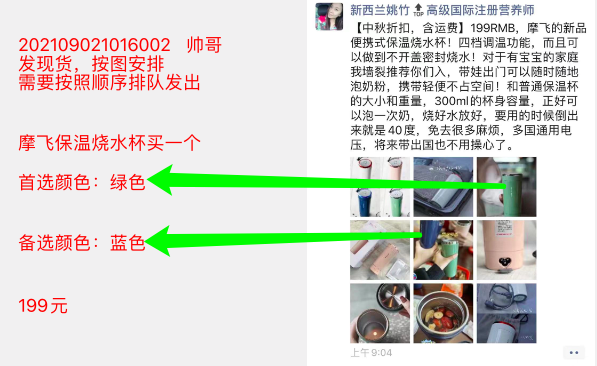 202109021016002 帅哥
发现货，按图安排
需要按照顺序排队发出
摩飞保温烧水杯买一个
首选颜色：绿色
备选颜色：蓝色
199元
新西兰姚竹🔝高级国际注册营养师
【中秋折扣，含运费】199RMB，摩飞的新品
便携式保温烧水杯！四档调温功能，而且可
以做到不开盖密封烧水！对于有宝宝的家庭
我墙裂推荐你们入，带娃出门可以随时随地
泡奶粉，携带轻便不占空间！和普通保温杯
的大小和重量，300ml的杯身容量，正好可
以泡一次奶，烧好水放好，要用的时候倒出
来就是40度，免去很多麻烦，多国通用电
压，将来带出国也不用操心了。
上午9:04